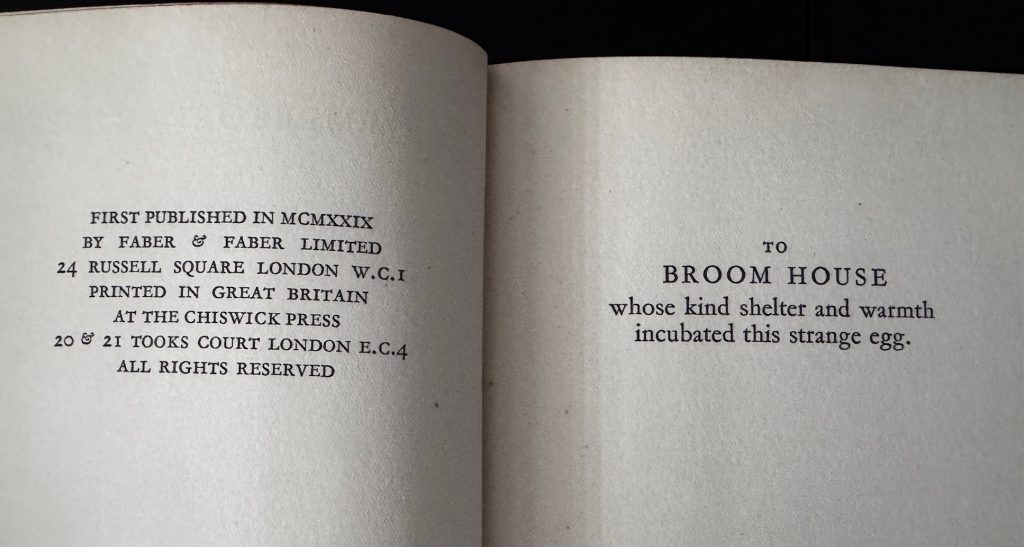 FIRST PUBLISHED IN MCMXXIX
BY FABER & FABER LIMITED
24 RUSSELL SQUARE LONDON W.C.1
PRINTED IN GREAT BRITAIN
AT THE CHISWICK PRESS
20 & 21 TOOKS COURT LONDON E.C.4
ALL RIGHTS RESERVED
TO
BROOM HOUSE
whose kind shelter and warmth
incubated this strange egg.